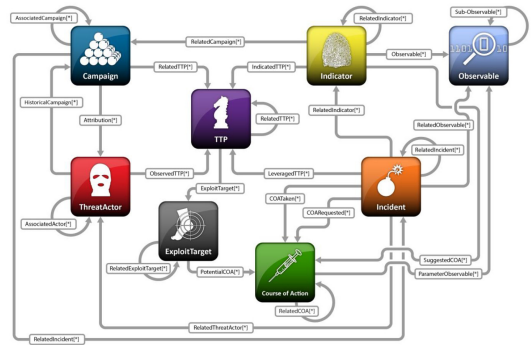 AssociatedCampaign[*]
RelatedIndicator[*]
Sub-Observable[*]
RelatedCampaign[*]
Observable[*]
Campaign
RelatedTTP[*]
IndicatedTTP[*]
Indicator
Observable
HistoricalCampaign[*]
RelatedIndicator[*]
Attribution[*]
RelatedTTP[*]
RelatedObservable[*]
TTP
RelatedIncident[*]
ObservedTTP[*]
LeveragedTTP[*]
ExploitTarget[*]
COATaken[*]
ThreatActor
COARequested[*]
Incident
AssociatedActor[*]
ExploitTarget
SuggestedCOA[*]
RelatedExploitTarget[*]
PotentialCOA[*]
ParameterObservable[*]
Course of Action
RelatedCOA[*]
RelatedThreatActor[*]
RelatedIncident[*]